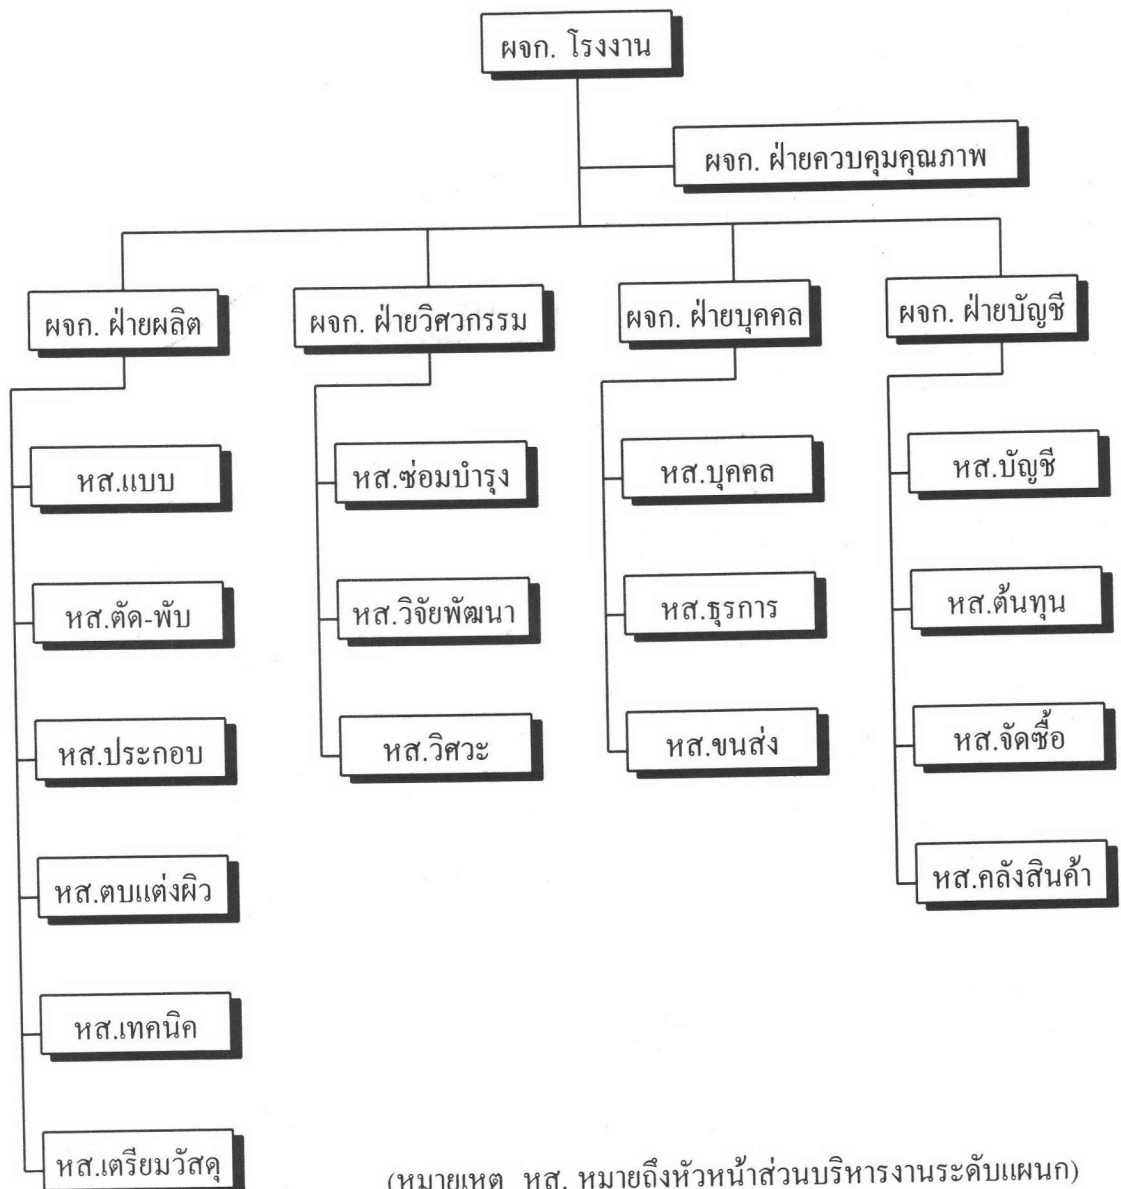 ผจก. โรงงาน
ผจก. ฝ่ายควบคุมคุณภาพ
ผจก. ฝ่ายผลิต
ผจก. ฝ่ายวิศวกรรม
ผจก. ฝ่ายบุคคล
ผจก. ฝ่ายบัญชี
หส.แบบ
หส.ซ่อมบำรุง
หส.บุคคล
หส.บัญชี
หส.ตัด-พับ
หส.วิจัยพัฒนา
หส.ธุรการ
หส.ต้นทุน
หส.ประกอบ
หส.วิศวะ
หส.ขนส่ง
หส.จัดซื้อ
หส.ตบแต่งผิว
หส.คลังสินค้า
หส.เทคนิค
หส.เตรียมวัสดุ
(หมายเหตุ หส. หมายถึงหัวหน้าส่วนบริหารงานระดับแผนก)